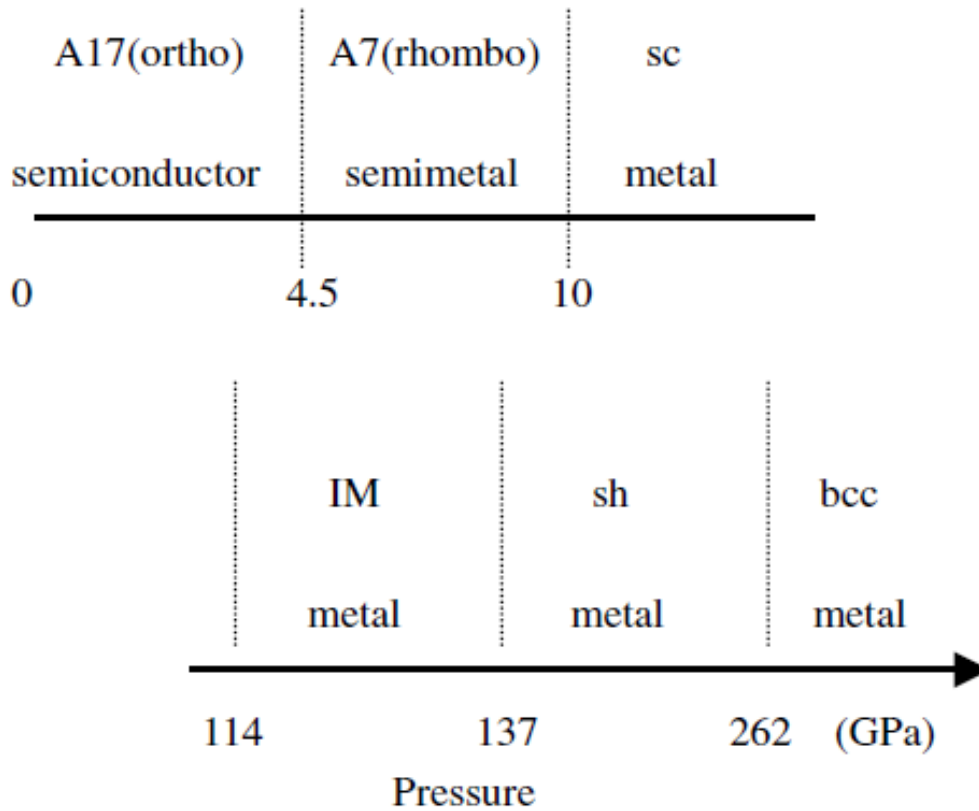 A17(ortho) A7(rhombo) sc
semiconductor semimetal metal
0 4.5 10
IM sh bcc
metal metal metal
114 137 262 (GPa)
Pressure